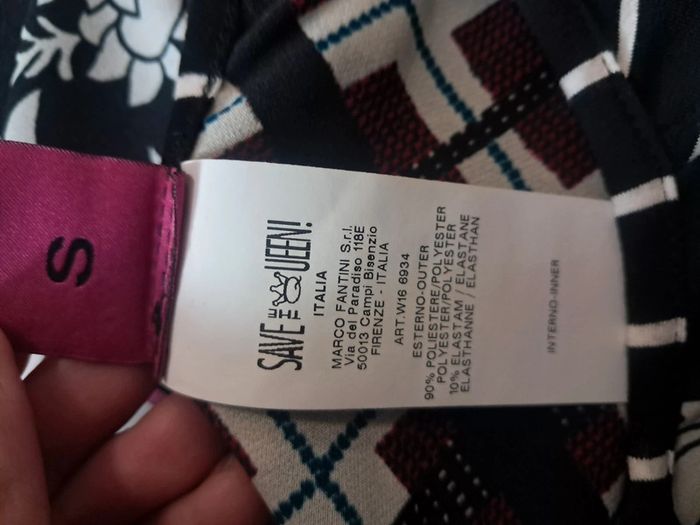 S
SAVE THE QUEEN!
ITALIA
MARCO FANTINI S.r.l.
Via del Paradiso 118E
50013 Campi Bisenzio
FIRENZE - ITALIA
ART.W16 6934
ESTERNO-OUTER
90% POLIESTERE/POLYESTER
POLYESTER/POLYESTER
10% ELASTAM / ELASTANE
ELASTHANNE / ELASTHAN
INTERNO-INNER